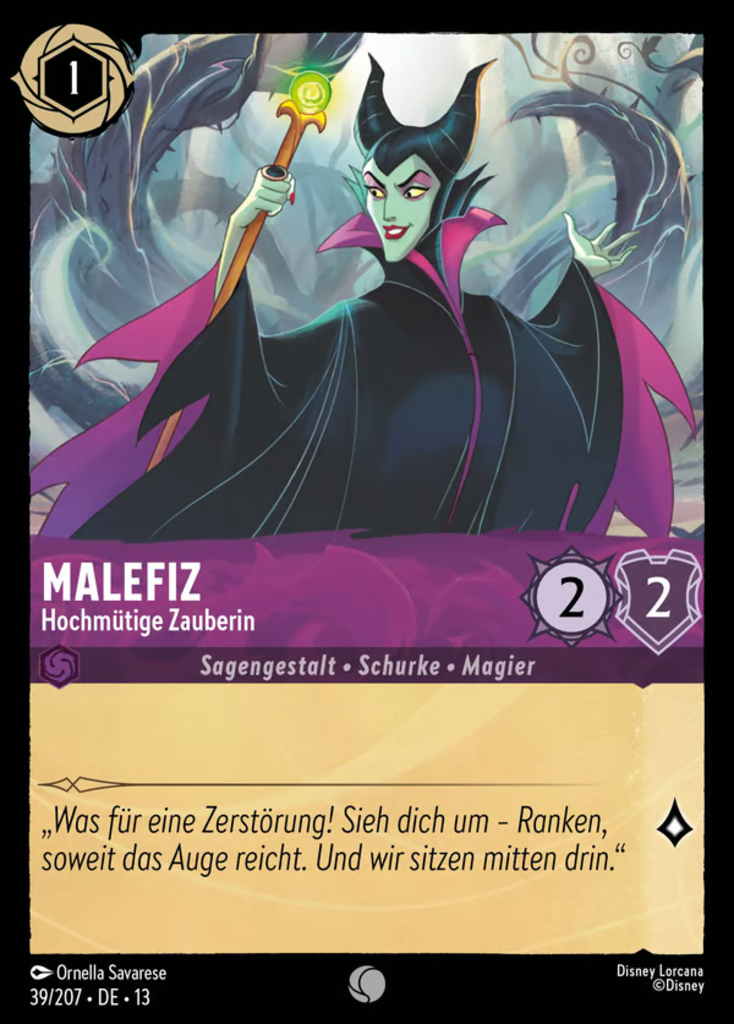 1
MALEFIZ
Hochmütige Zauberin
2
2
Sagengestalt • Schurke • Magier
„Was für eine Zerstörung! Sieh dich um – Ranken,
soweit das Auge reicht. Und wir sitzen mitten drin.“
Ornella Savarese
39/207 • DE • 13
Disney Lorcana
©Disney